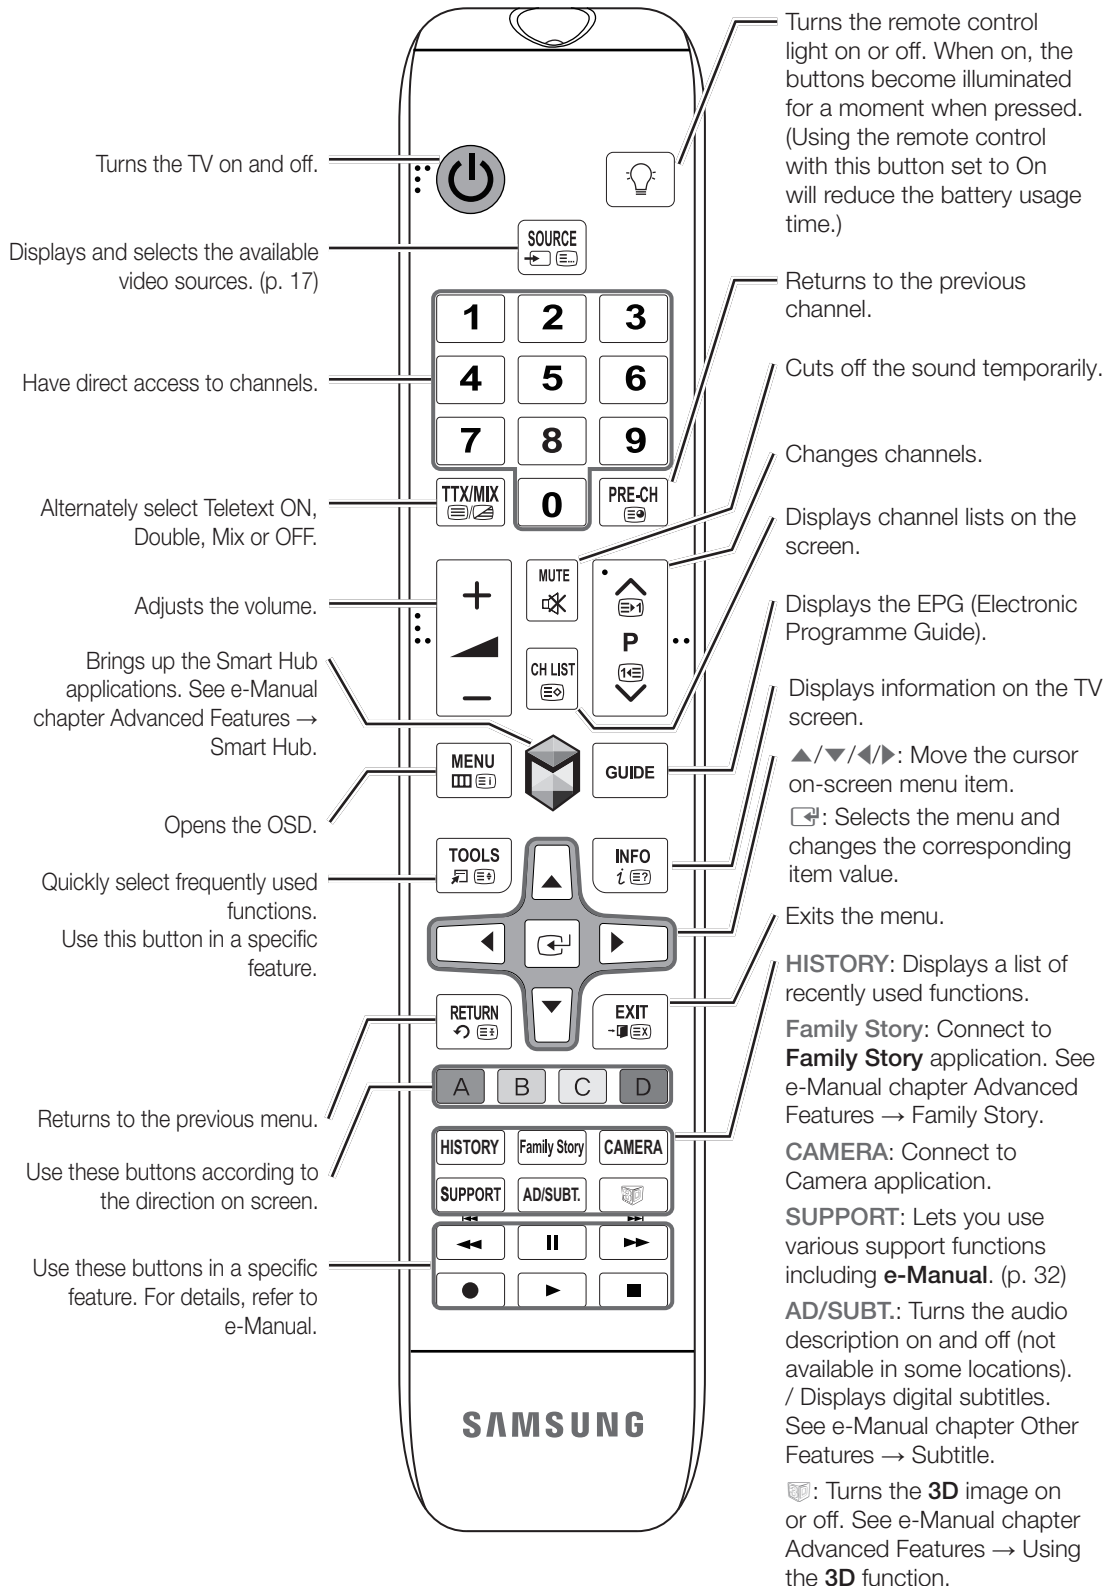 Turns the TV on and off.
Displays and selects the available
video sources. (p. 17)
Have direct access to channels.
Alternately select Teletext ON,
Double, Mix or OFF.
Adjusts the volume.
Brings up the Smart Hub
applications. See e-Manual
chapter Advanced Features →
Smart Hub.
Opens the OSD.
Quickly select frequently used
functions.
Use this button in a specific
feature.
Returns to the previous menu.
Use these buttons according to
the direction on screen.
Use these buttons in a specific
feature. For details, refer to
e-Manual.
SOURCE
1 2 3
4 5 6
7 8 9
TTX/MIX 0 PRE-CH
MUTE
P
CH LIST
MENU GUIDE
TOOLS INFO
RETURN EXIT
A B C D
HISTORY Family Story CAMERA
SUPPORT AD/SUBT.
SAMSUNG
Turns the remote control
light on or off. When on, the
buttons become illuminated
for a moment when pressed.
(Using the remote control
with this button set to On
will reduce the battery usage
time.)
Returns to the previous
channel.
Cuts off the sound temporarily.
Changes channels.
Displays channel lists on the
screen.
Displays the EPG (Electronic
Programme Guide).
Displays information on the TV
screen.
▲/▼/◀/▶: Move the cursor
on-screen menu item.
: Selects the menu and
changes the corresponding
item value.
Exits the menu.
HISTORY: Displays a list of
recently used functions.
Family Story: Connect to
Family Story application. See
e-Manual chapter Advanced
Features → Family Story.
CAMERA: Connect to
Camera application.
SUPPORT: Lets you use
various support functions
including e-Manual. (p. 32)
AD/SUBT.: Turns the audio
description on and off (not
available in some locations).
/ Displays digital subtitles.
See e-Manual chapter Other
Features → Subtitle.
: Turns the 3D image on
or off. See e-Manual chapter
Advanced Features → Using
the 3D function.